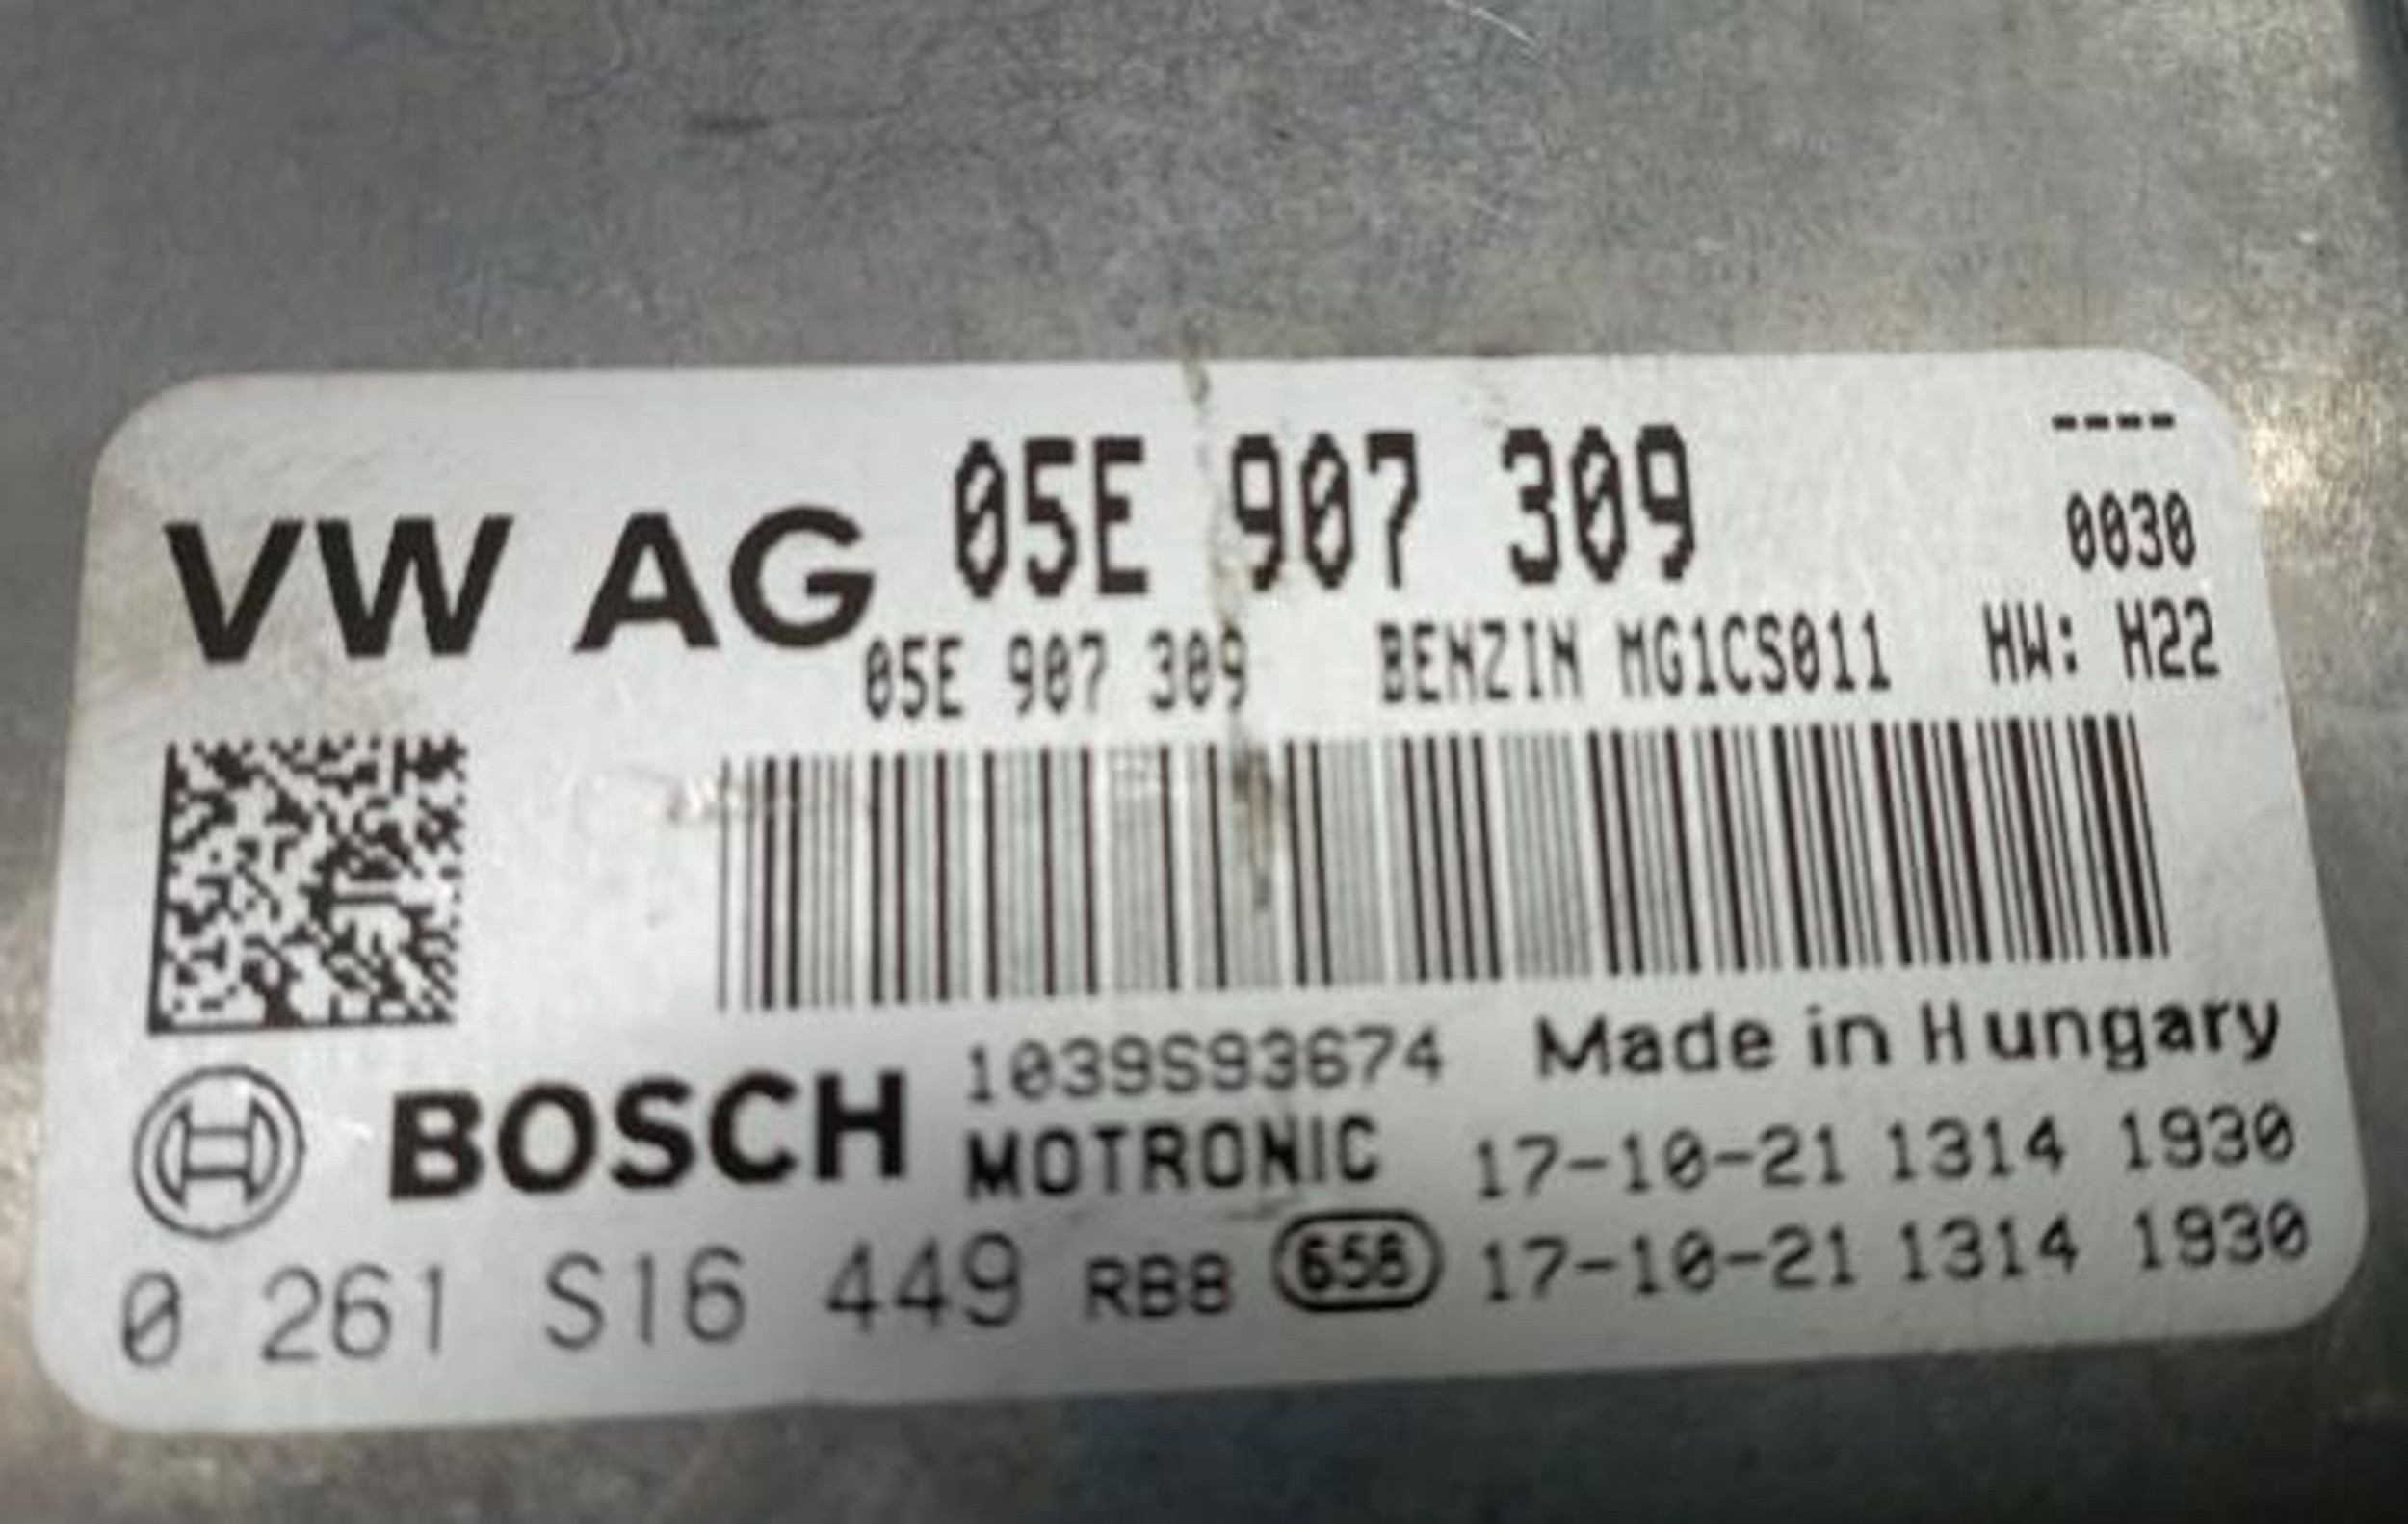 ----
VW AG 05E 907 309 0030
05E 907 309 BENZIN MG1CS011 HW: H22
1039S93674 Made in Hungary
BOSCH MOTRONIC 17-10-21 1314 1930
0 261 S16 449 RB8 658 17-10-21 1314 1930